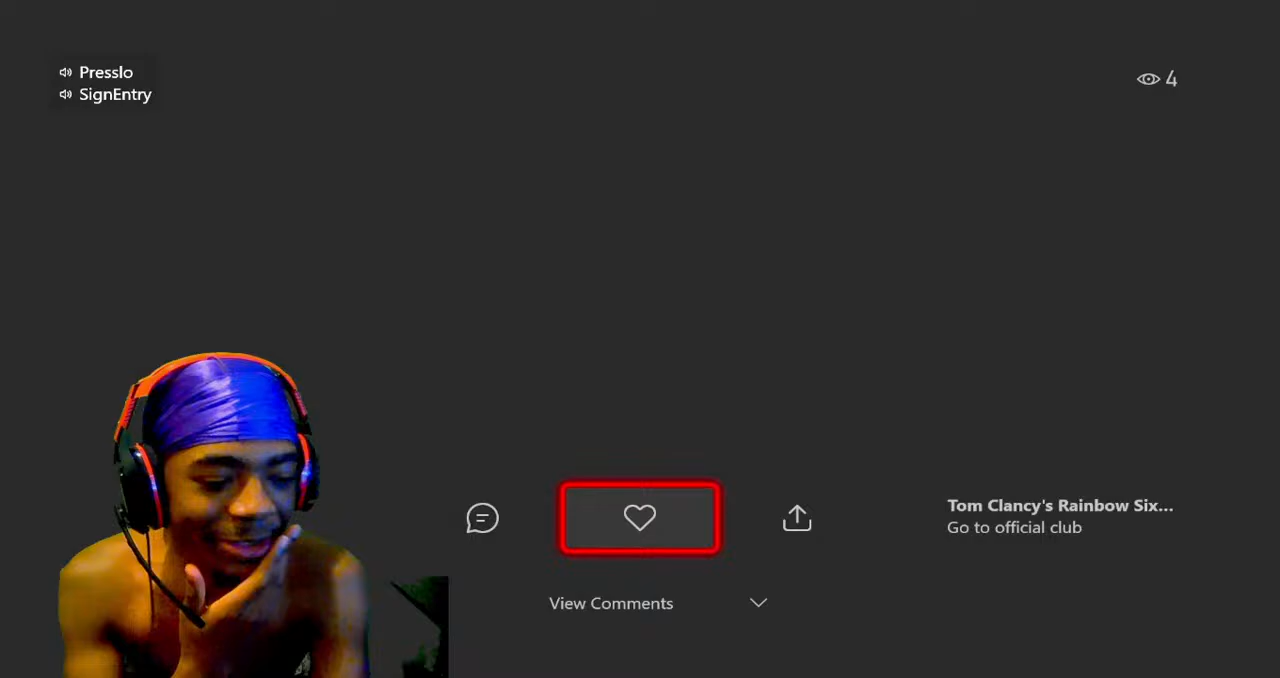 Presslo
SignEntry
4
Tom Clancy's Rainbow Six...
Go to official club
View Comments